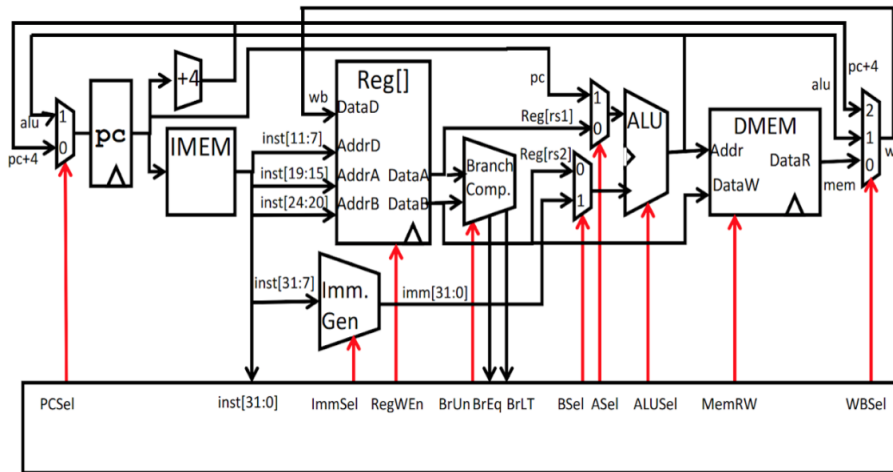 +4
pc+4
alu
pc
wb
Reg[]
DataD
AddrD
AddrA
AddrB
DataA
DataB
alu
1
0
pc+4
pc
IMEM
inst[11:7]
inst[19:15]
inst[24:20]
Branch
Comp.
Reg[rs1]
Reg[rs2]
1
0
0
1
ALU
DMEM
Addr
DataR
DataW
mem
2
1
0
w
inst[31:7]
Imm.
Gen
imm[31:0]
PCSel
inst[31:0]
ImmSel
RegWEn
BrUn
BrEq
BrLT
BSel
ASel
ALUSel
MemRW
WBSel